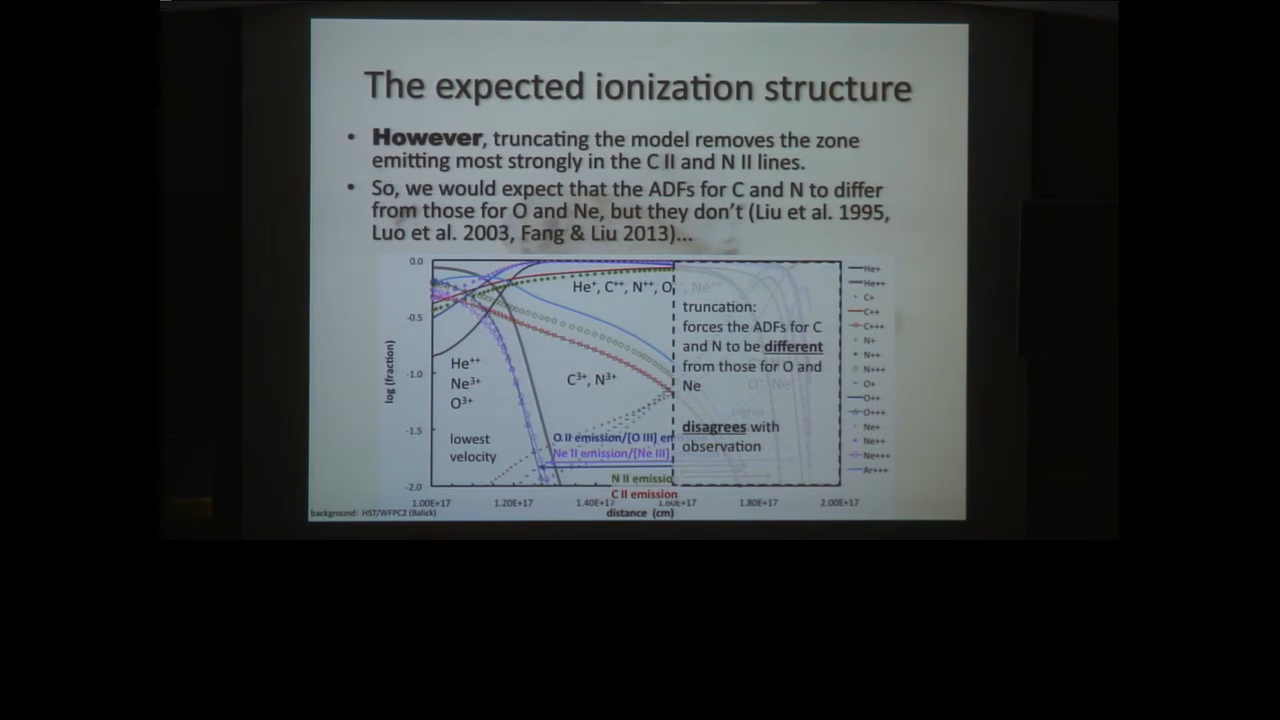 The expected ionization structure
• However, truncating the model removes the zone
emitting most strongly in the C II and N II lines.
• So, we would expect that the ADFs for C and N to differ
from those for O and Ne, but they don't (Liu et al. 1995,
Luo et al. 2003, Fang & Liu 2013)...
0.0
-0.5
-1.0
-1.5
-2.0
log (fraction)
He⁺, C⁺⁺, N⁺⁺, O
Ne⁺⁺
truncation:
forces the ADFs for C
and N to be different
from those for O and
Ne
disagrees with
observation
higher
He⁺⁺
Ne³⁺
O³⁺
lowest
velocity
C³⁺, N³⁺
O II emission/[O III] em
Ne II emission/[Ne III]
N II emissio
C II emission
1.00E+17 1.20E+17 1.40E+17 1.60E+17 1.80E+17 2.00E+17
distance (cm)
He+
He++
C+
C++
C+++
N+
N++
N+++
O+
O++
O+++
Ne+
Ne++
Ne+++
Ar+++
background: HST/WFPC2 (Balick)